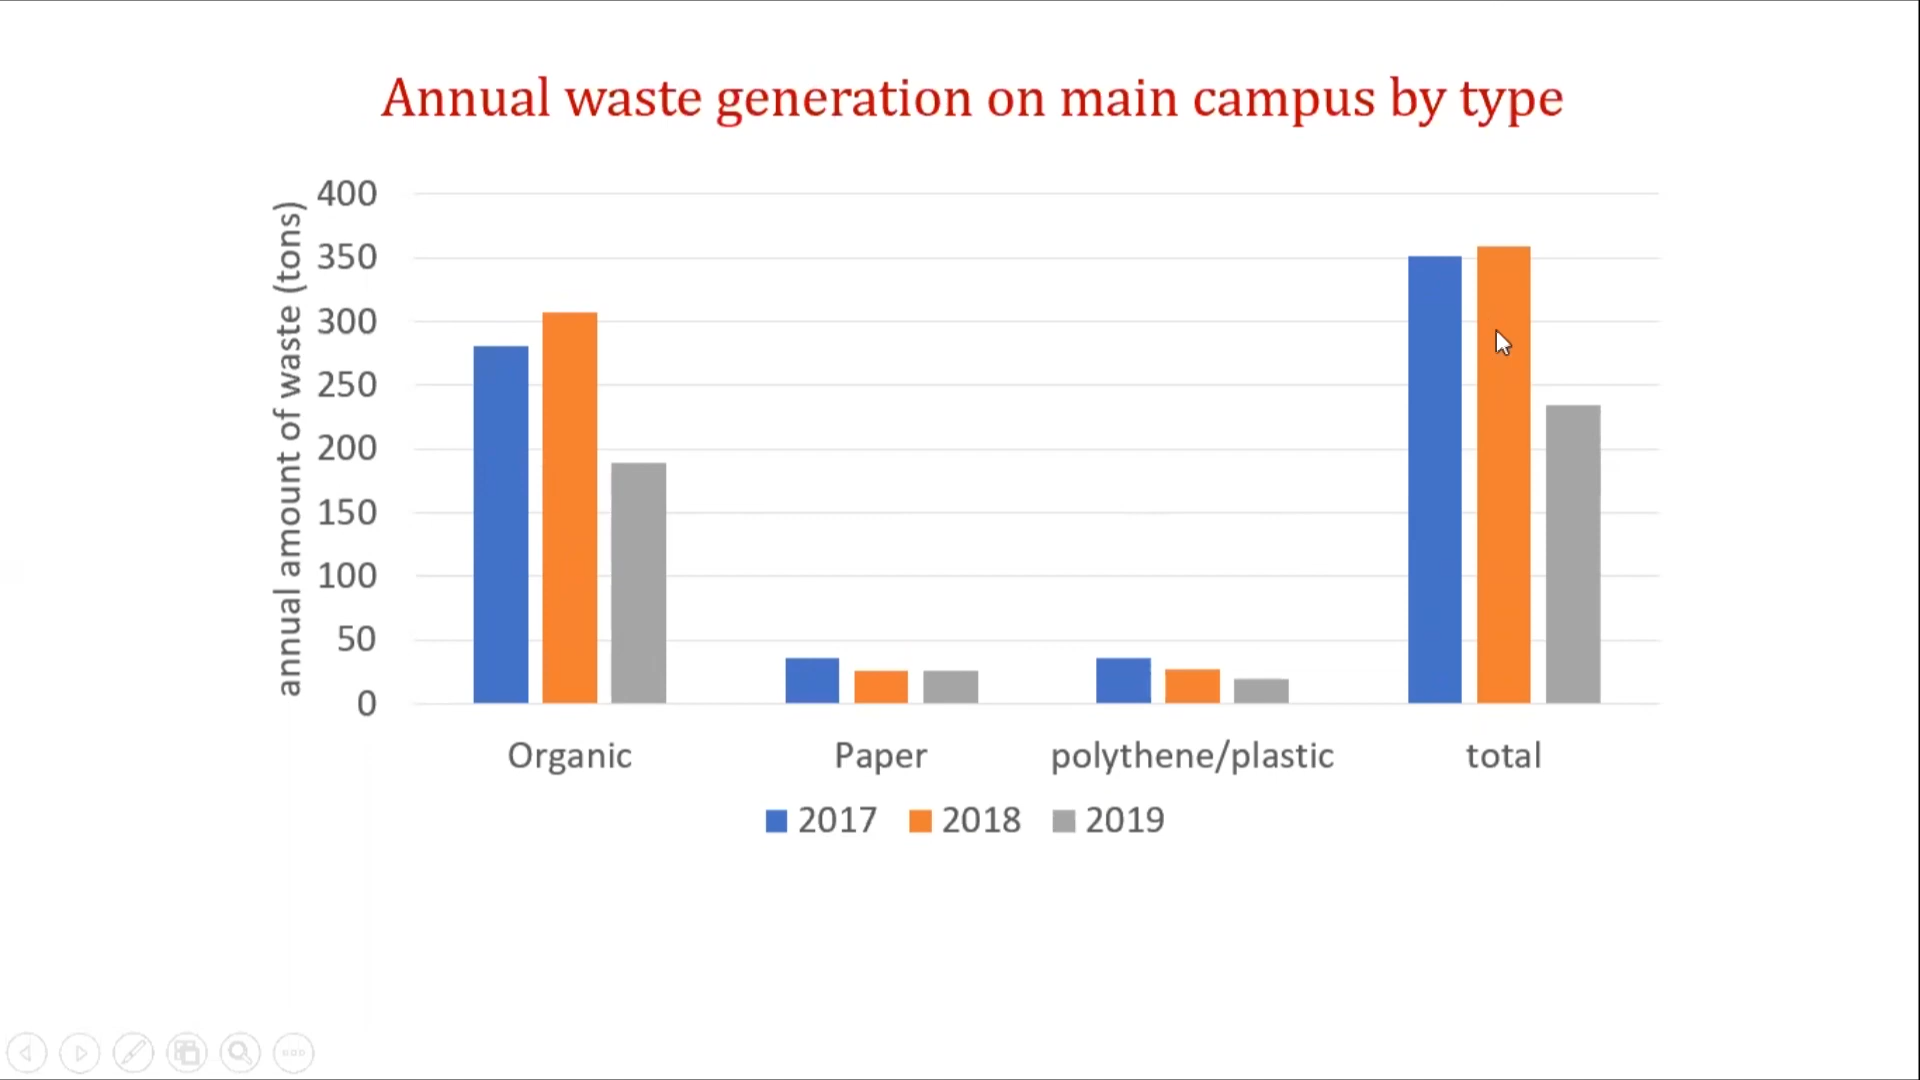 Annual waste generation on main campus by type
annual amount of waste (tons)
400
350
300
250
200
150
100
50
0
Organic Paper polythene/plastic total
2017 2018 2019